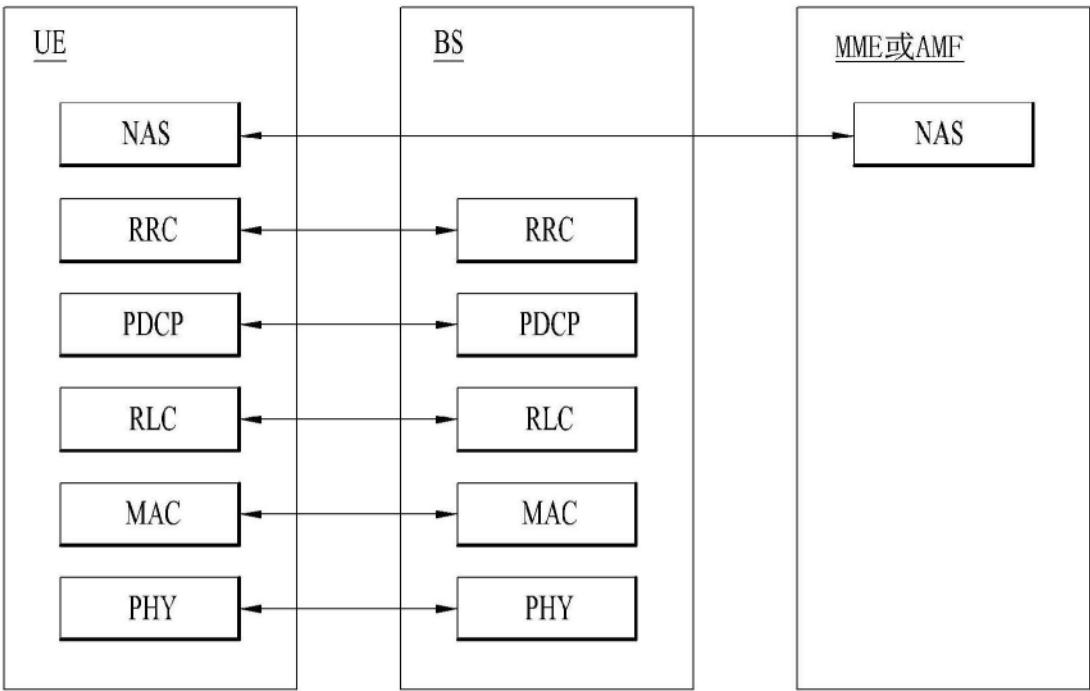 UE
BS
MME或AMF
NAS
NAS
RRC
RRC
PDCP
PDCP
RLC
RLC
MAC
MAC
PHY
PHY